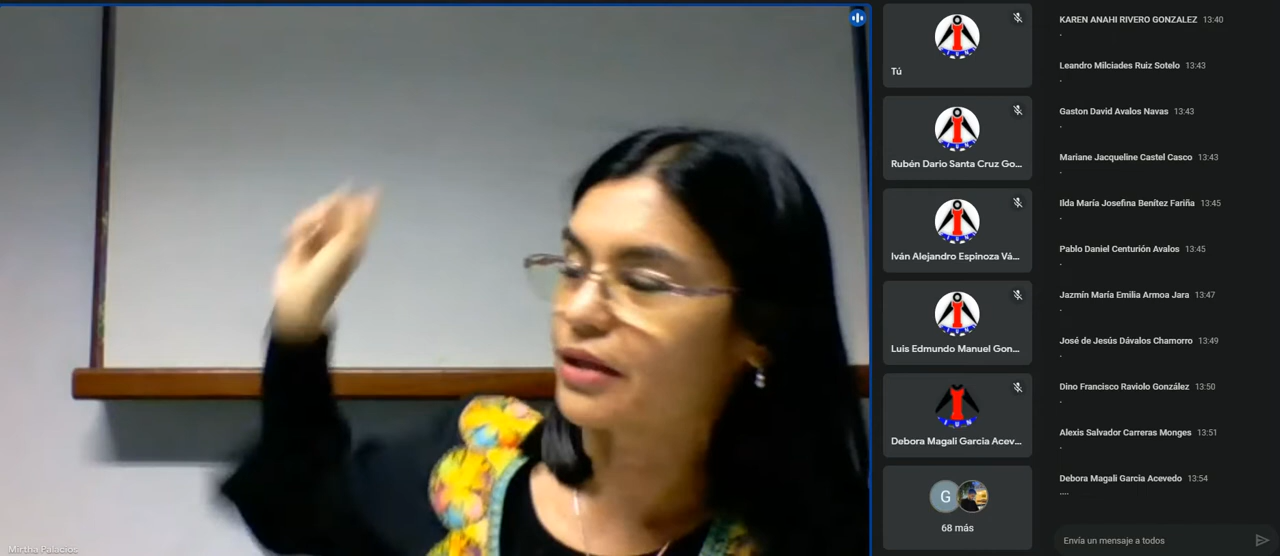 Mirtha Palacios
Tú
Rubén Dario Santa Cruz Go...
Iván Alejandro Espinoza Vá...
Luis Edmundo Manuel Gon...
Debora Magali Garcia Acev...
G
68 más
KAREN ANAHI RIVERO GONZALEZ 13:40
.
Leandro Milciades Ruiz Sotelo 13:43
.
Gaston David Avalos Navas 13:43
.
Mariane Jacqueline Castel Casco 13:43
.
Ilda María Josefina Benítez Fariña 13:45
.
Pablo Daniel Centurión Avalos 13:45
.
Jazmín María Emilia Armoa Jara 13:47
.
José de Jesús Dávalos Chamorro 13:49
.
Dino Francisco Raviolo González 13:50
.
Alexis Salvador Carreras Monges 13:51
.
Debora Magali Garcia Acevedo 13:54
....
Envía un mensaje a todos